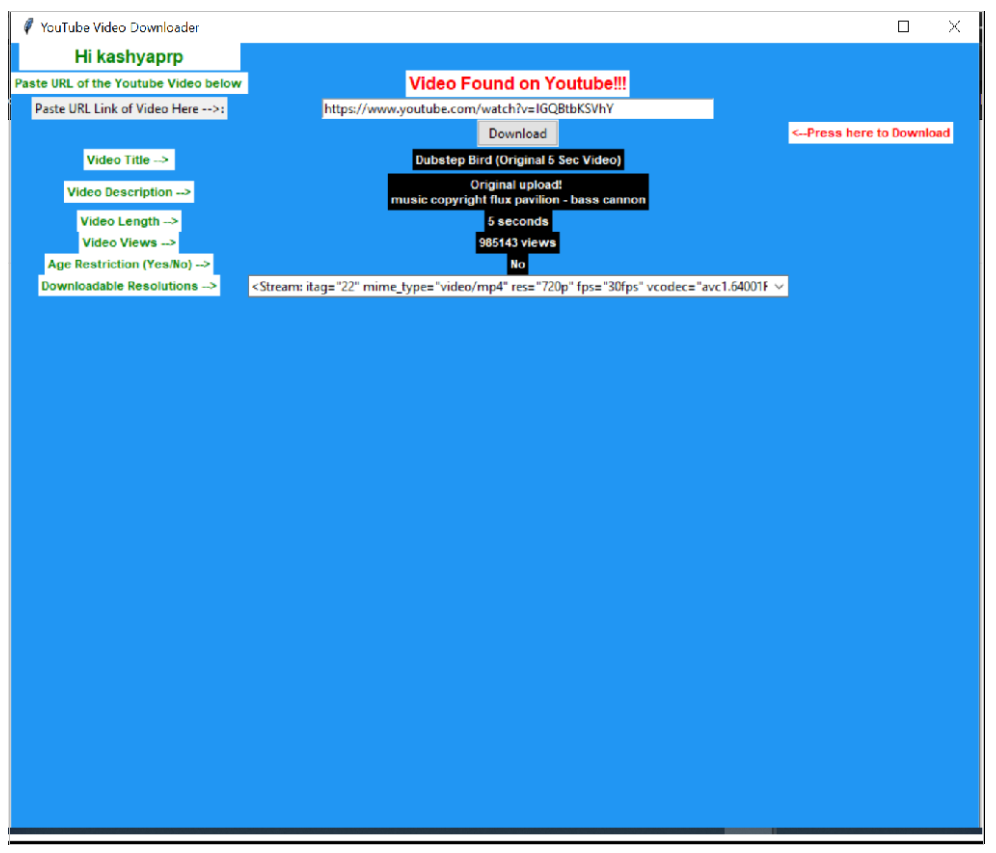 YouTube Video Downloader
Hi kashyaprp
Paste URL of the Youtube Video below
Video Found on Youtube!!!
Paste URL Link of Video Here -->:
https://www.youtube.com/watch?v=IGQBtbKSVhY
Download
<--Press here to Download
Video Title -->
Dubstep Bird (Original 5 Sec Video)
Video Description -->
Original upload!
music copyright flux pavilion - bass cannon
Video Length -->
5 seconds
Video Views -->
985143 views
Age Restriction (Yes/No) -->
No
Downloadable Resolutions -->
<Stream: itag="22" mime_type="video/mp4" res="720p" fps="30fps" vcodec="avc1.64001F